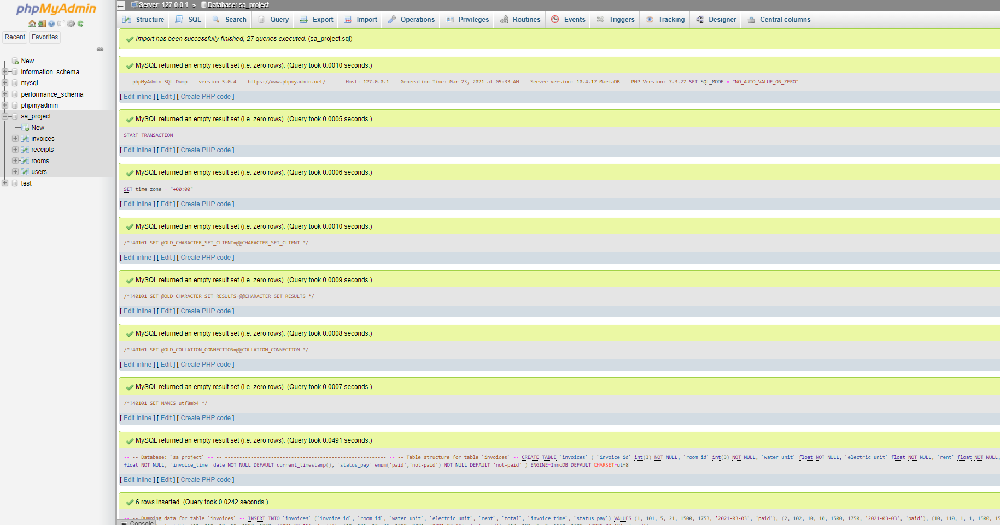 phpMyAdmin
Recent Favorites
New
information_schema
mysql
performance_schema
phpmyadmin
sa_project
New
invoices
receipts
rooms
users
test
Server: 127.0.0.1 » Database: sa_project
Structure SQL Search Query Export Import Operations Privileges Routines Events Triggers Tracking Designer Central columns
Import has been successfully finished, 27 queries executed. (sa_project.sql)
MySQL returned an empty result set (i.e. zero rows). (Query took 0.0010 seconds.)
-- phpMyAdmin SQL Dump -- version 5.0.4 -- https://www.phpmyadmin.net/ -- -- Host: 127.0.0.1 -- Generation Time: Mar 23, 2021 at 05:33 AM -- Server version: 10.4.17-MariaDB -- PHP Version: 7.3.27 SET SQL_MODE = "NO_AUTO_VALUE_ON_ZERO"
[ Edit inline ] [ Edit ] [ Create PHP code ]
MySQL returned an empty result set (i.e. zero rows). (Query took 0.0005 seconds.)
START TRANSACTION
[ Edit inline ] [ Edit ] [ Create PHP code ]
MySQL returned an empty result set (i.e. zero rows). (Query took 0.0006 seconds.)
SET time_zone = "+00:00"
[ Edit inline ] [ Edit ] [ Create PHP code ]
MySQL returned an empty result set (i.e. zero rows). (Query took 0.0010 seconds.)
/*!40101 SET @OLD_CHARACTER_SET_CLIENT=@@CHARACTER_SET_CLIENT */
[ Edit inline ] [ Edit ] [ Create PHP code ]
MySQL returned an empty result set (i.e. zero rows). (Query took 0.0009 seconds.)
/*!40101 SET @OLD_CHARACTER_SET_RESULTS=@@CHARACTER_SET_RESULTS */
[ Edit inline ] [ Edit ] [ Create PHP code ]
MySQL returned an empty result set (i.e. zero rows). (Query took 0.0008 seconds.)
/*!40101 SET @OLD_COLLATION_CONNECTION=@@COLLATION_CONNECTION */
[ Edit inline ] [ Edit ] [ Create PHP code ]
MySQL returned an empty result set (i.e. zero rows). (Query took 0.0007 seconds.)
/*!40101 SET NAMES utf8mb4 */
[ Edit inline ] [ Edit ] [ Create PHP code ]
MySQL returned an empty result set (i.e. zero rows). (Query took 0.0491 seconds.)
-- -- Database: `sa_project` -- -- -------------------------------------------------------- -- -- Table structure for table `invoices` -- CREATE TABLE `invoices` ( `invoice_id` int(3) NOT NULL, `room_id` int(3) NOT NULL, `water_unit` float NOT NULL, `electric_unit` float NOT NULL, `rent` float NOT NULL,
float NOT NULL, `invoice_time` date NOT NULL DEFAULT current_timestamp(), `status_pay` enum('paid','not-paid') NOT NULL DEFAULT 'not-paid' ) ENGINE=InnoDB DEFAULT CHARSET=utf8
[ Edit inline ] [ Edit ] [ Create PHP code ]
6 rows inserted. (Query took 0.0242 seconds.)
-- -- Dumping data for table `invoices` -- INSERT INTO `invoices` (`invoice_id`, `room_id`, `water_unit`, `electric_unit`, `rent`, `total`, `invoice_time`, `status_pay`) VALUES (1, 101, 5, 21, 1500, 1753, '2021-03-03', 'paid'), (2, 102, 10, 10, 1500, 1750, '2021-03-03', 'paid'), (10, 110, 1, 1, 1500,
Console